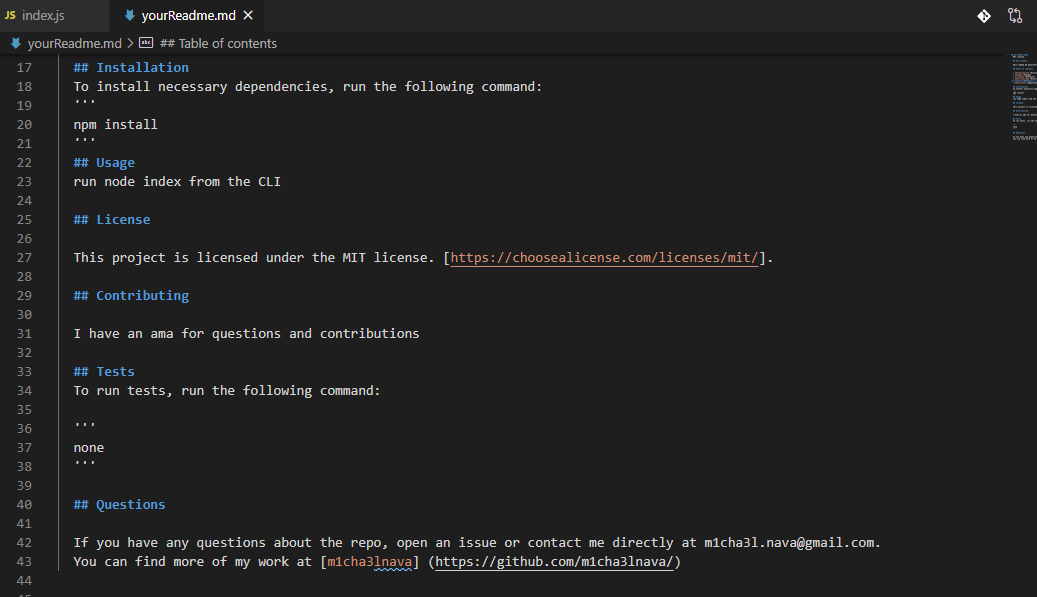 JS index.js
yourReadme.md ×
yourReadme.md > abc ## Table of contents
17 ## Installation
18 To install necessary dependencies, run the following command:
19 '''
20 npm install
21 '''
22 ## Usage
23 run node index from the CLI
24
25 ## License
26
27 This project is licensed under the MIT license. [https://choosealicense.com/licenses/mit/].
28
29 ## Contributing
30
31 I have an ama for questions and contributions
32
33 ## Tests
34 To run tests, run the following command:
35
36 '''
37 none
38 '''
39
40 ## Questions
41
42 If you have any questions about the repo, open an issue or contact me directly at m1cha3l.nava@gmail.com.
43 You can find more of my work at [m1cha3lnava] (https://github.com/m1cha3lnava/)
44